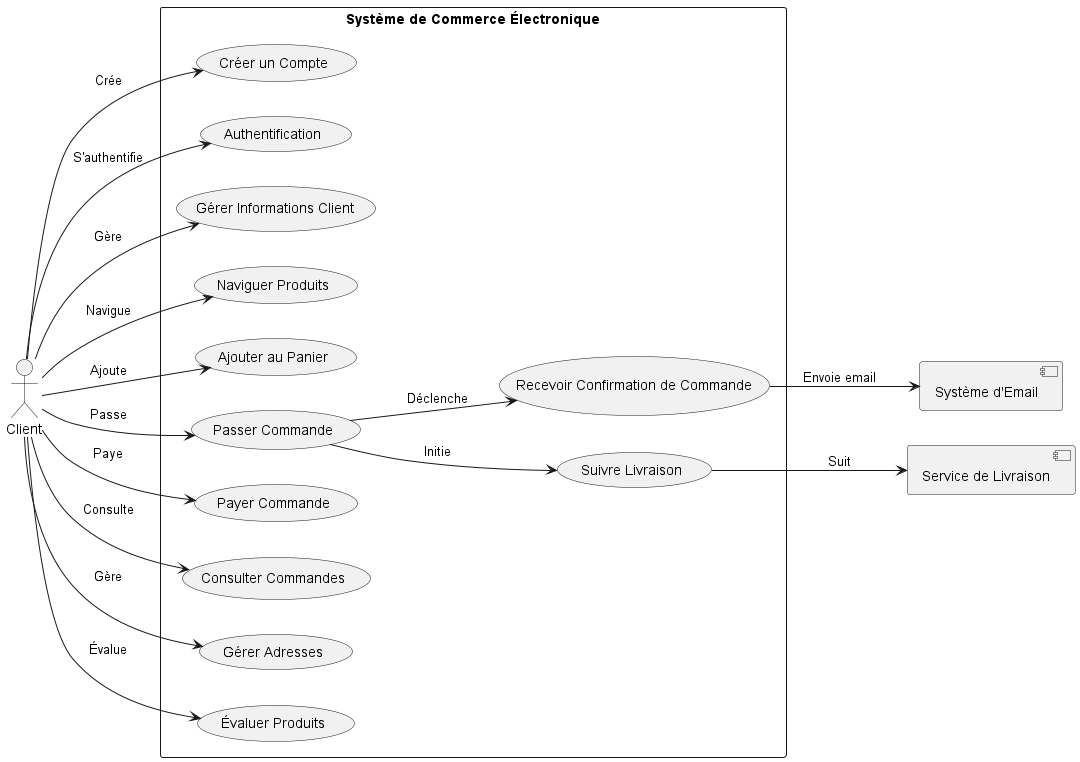 Système de Commerce Électronique
Créer un Compte
Crée
Authentification
S'authentifie
Gérer Informations Client
Gère
Naviguer Produits
Navigue
Ajouter au Panier
Ajoute
Recevoir Confirmation de Commande
Envoie email
Système d'Email
Déclenche
Client
Passe
Passer Commande
Initie
Paye
Suivre Livraison
Suit
Service de Livraison
Payer Commande
Consulte
Consulter Commandes
Gère
Gérer Adresses
Évalue
Évaluer Produits